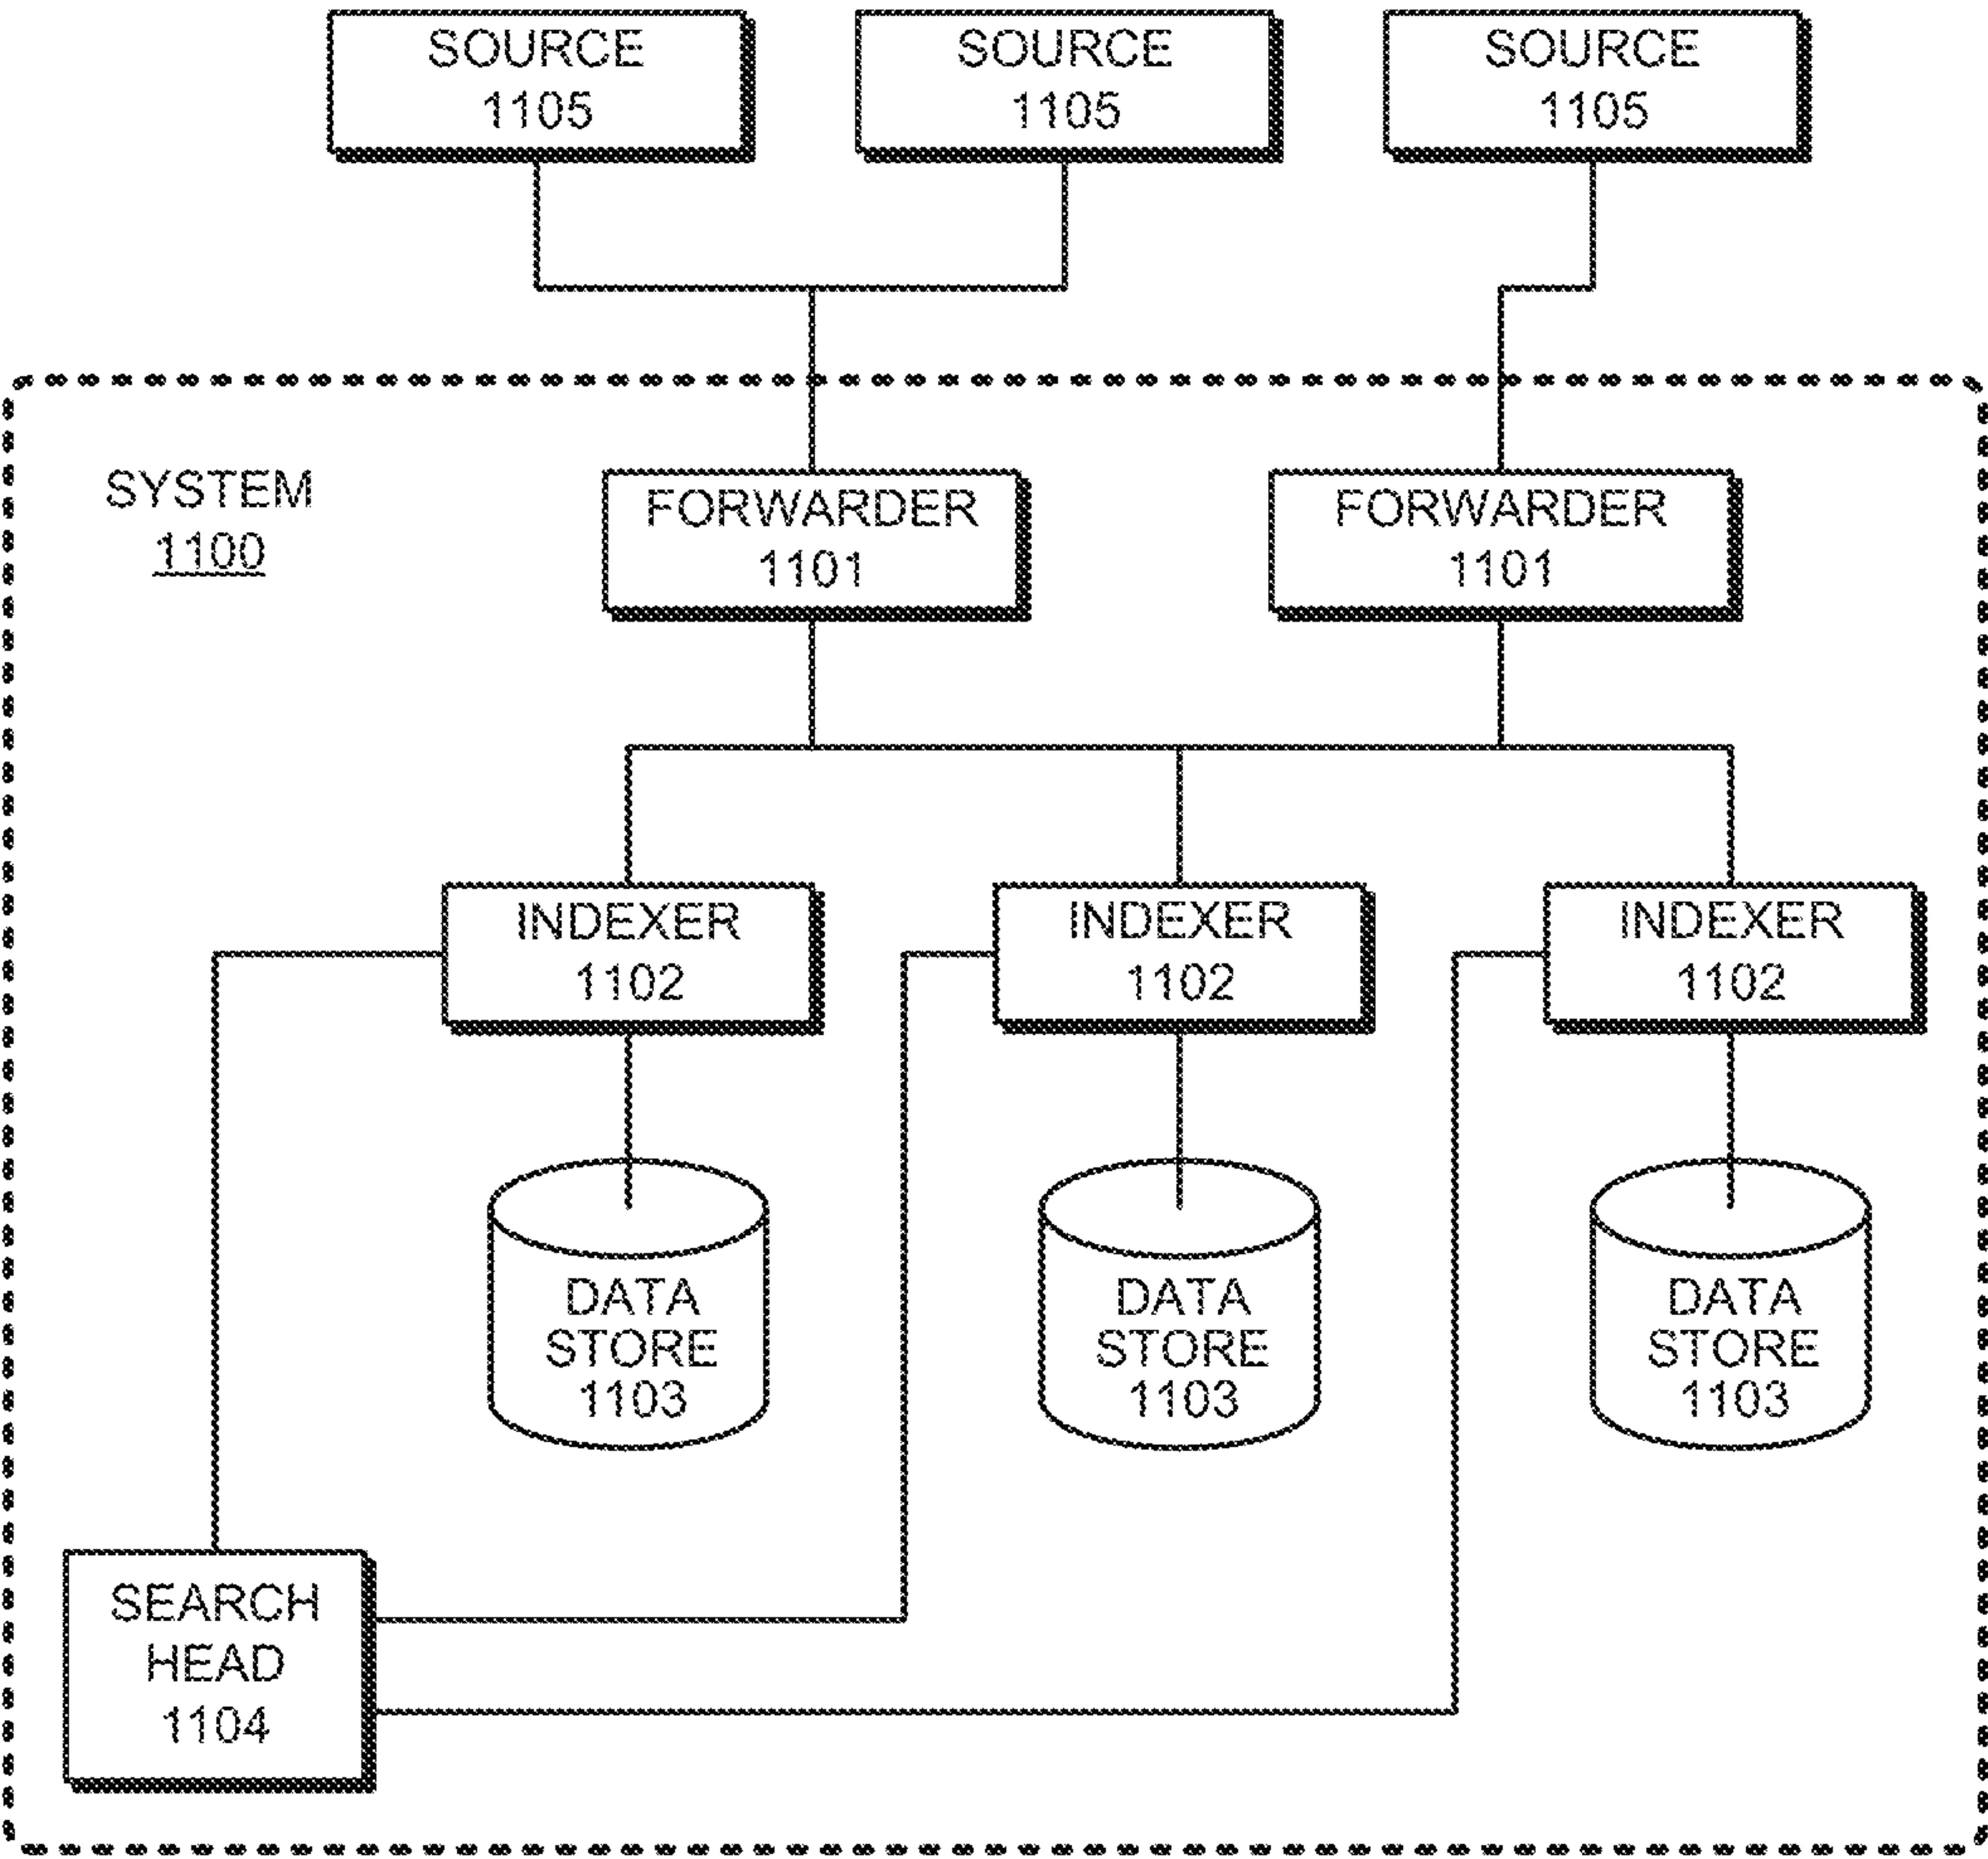 SOURCE
1105
SOURCE
1105
SOURCE
1105
SYSTEM
1100
FORWARDER
1101
FORWARDER
1101
INDEXER
1102
INDEXER
1102
INDEXER
1102
DATA
STORE
1103
DATA
STORE
1103
DATA
STORE
1103
SEARCH
HEAD
1104